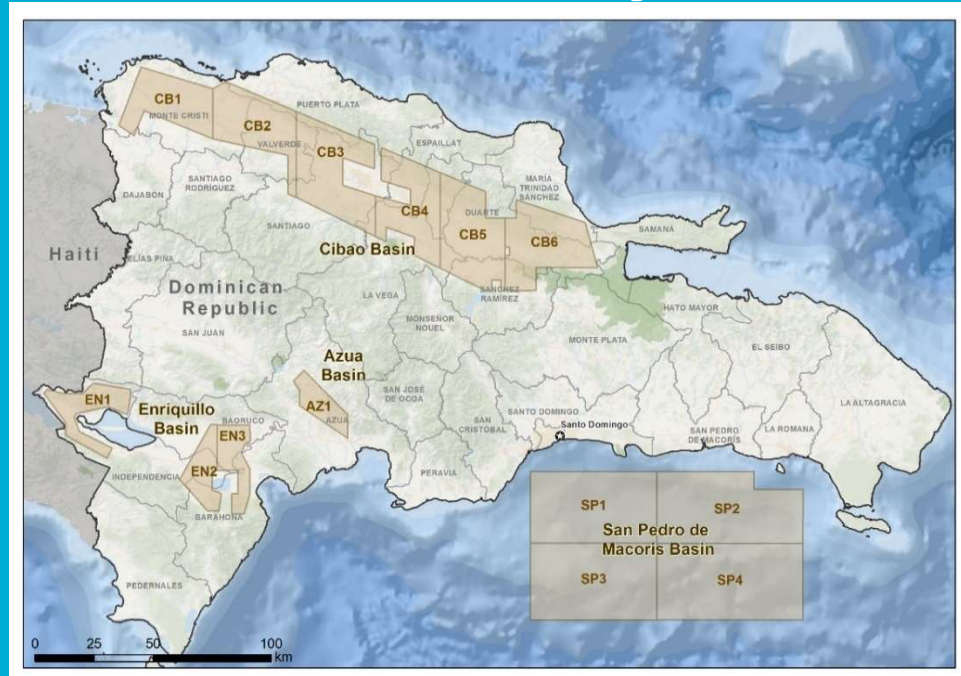 CB1
MONTE CRISTI
PUERTO PLATA
CB2
VALVERDE
CB3
ESPAILLAT
MARÍA
TRINIDAD
SÁNCHEZ
SANTIAGO
RODRÍGUEZ
DAJABÓN
CB4
DUARTE
SANTIAGO
SAMANÁ
CB5
CB6
Cibao Basin
Haiti
ELÍAS PIÑA
Dominican
Republic
LA VEGA
SÁNCHEZ
RAMÍREZ
HATO MAYOR
MONSEÑOR
NOUEL
SAN JUAN
MONTE PLATA
EL SEIBO
Azua
Basin
SAN JOSÉ
DE OCOA
EN1
Enriquillo
Basin
AZ1
AZUA
BAORUCO
SANTO DOMINGO
LA ALTAGRACIA
SAN
CRISTOBAL
Santo Domingo
SAN PEDRO
DE MACORÍS
LA ROMANA
EN3
EN2
INDEPENDENCIA
PERAVIA
BARAHONA
SP1
SP2
San Pedro de
Macoris Basin
SP3
SP4
PEDERNALES
0 25 50 100
km